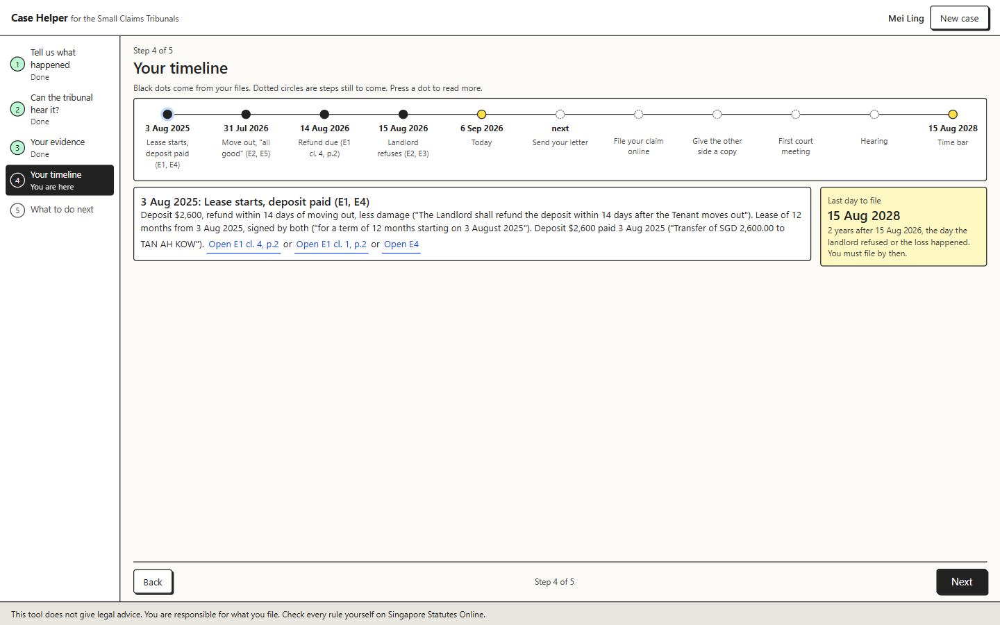 Case Helper for the Small Claims Tribunals
Mei Ling
New case
1
Tell us what
happened
Done
2
Can the tribunal
hear it?
Done
3
Your evidence
Done
4
Your timeline
You are here
5
What to do next
Step 4 of 5
Your timeline
Black dots come from your files. Dotted circles are steps still to come. Press a dot to read more.
3 Aug 2025
Lease starts,
deposit paid
(E1, E4)
31 Jul 2026
Move out, "all
good" (E2, E5)
14 Aug 2026
Refund due (E1
cl. 4, p.2)
15 Aug 2026
Landlord
refuses (E2, E3)
6 Sep 2026
Today
next
Send your letter
File your claim
online
Give the other
side a copy
First court
meeting
Hearing
15 Aug 2028
Time bar
3 Aug 2025: Lease starts, deposit paid (E1, E4)
Deposit $2,600, refund within 14 days of moving out, less damage ("The Landlord shall refund the deposit within 14 days after the Tenant moves out"). Lease of 12
months from 3 Aug 2025, signed by both ("for a term of 12 months starting on 3 August 2025"). Deposit $2,600 paid 3 Aug 2025 ("Transfer of SGD 2,600.00 to
TAN AH KOW"). Open E1 cl. 4, p.2 or Open E1 cl. 1, p.2 or Open E4
Last day to file
15 Aug 2028
2 years after 15 Aug 2026, the day the
landlord refused or the loss happened.
You must file by then.
Back
Step 4 of 5
Next
This tool does not give legal advice. You are responsible for what you file. Check every rule yourself on Singapore Statutes Online.